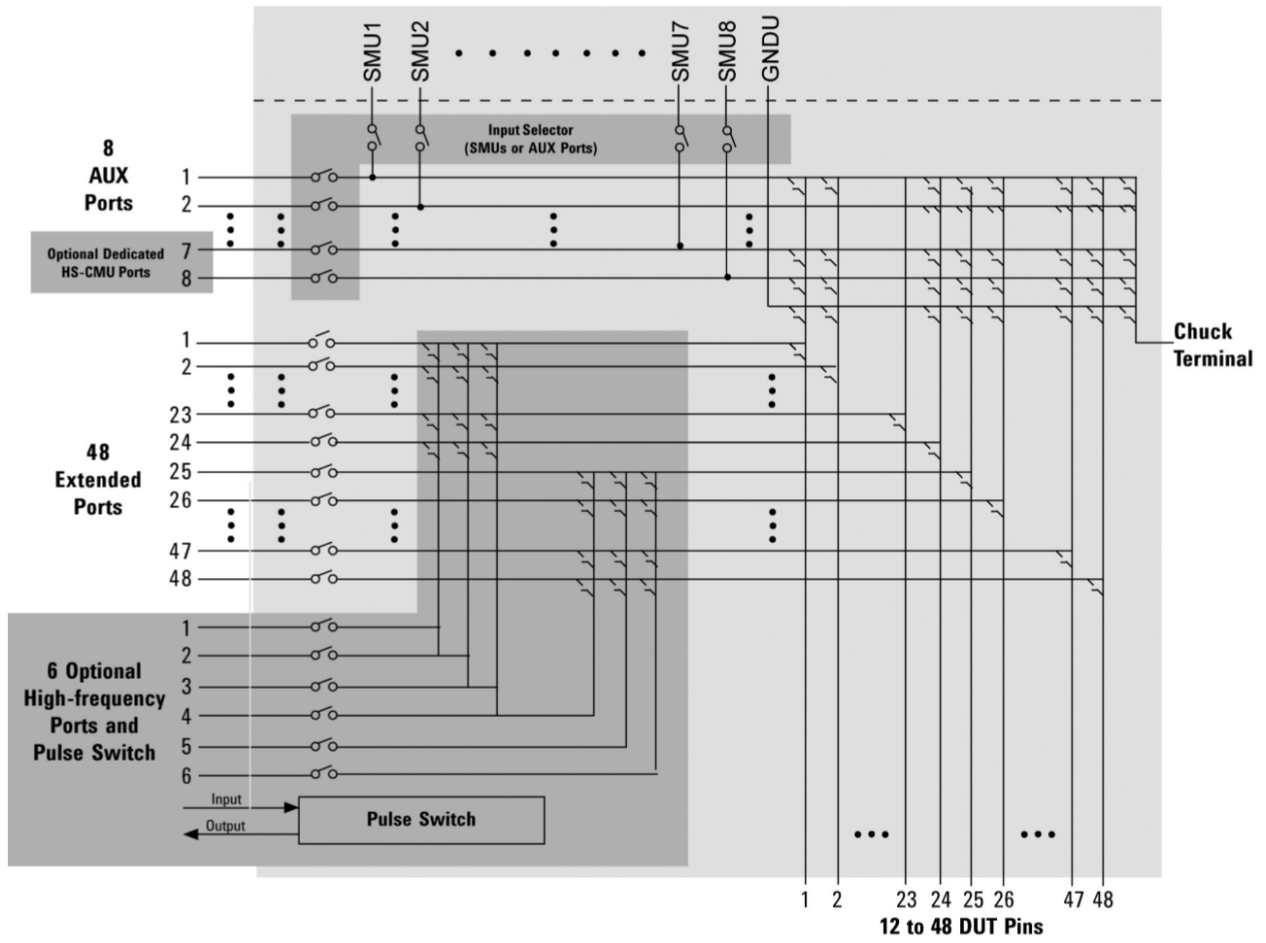 SMU1
SMU2
SMU7
SMU8
GNDU
Input Selector
(SMUs or AUX Ports)
8
AUX
Ports
1
2
7
8
Optional Dedicated
HS-CMU Ports
Chuck
Terminal
48
Extended
Ports
1
2
23
24
25
26
47
48
6 Optional
High-frequency
Ports and
Pulse Switch
1
2
3
4
5
6
Input
Output
Pulse Switch
1 2 23 24 25 26 47 48
12 to 48 DUT Pins